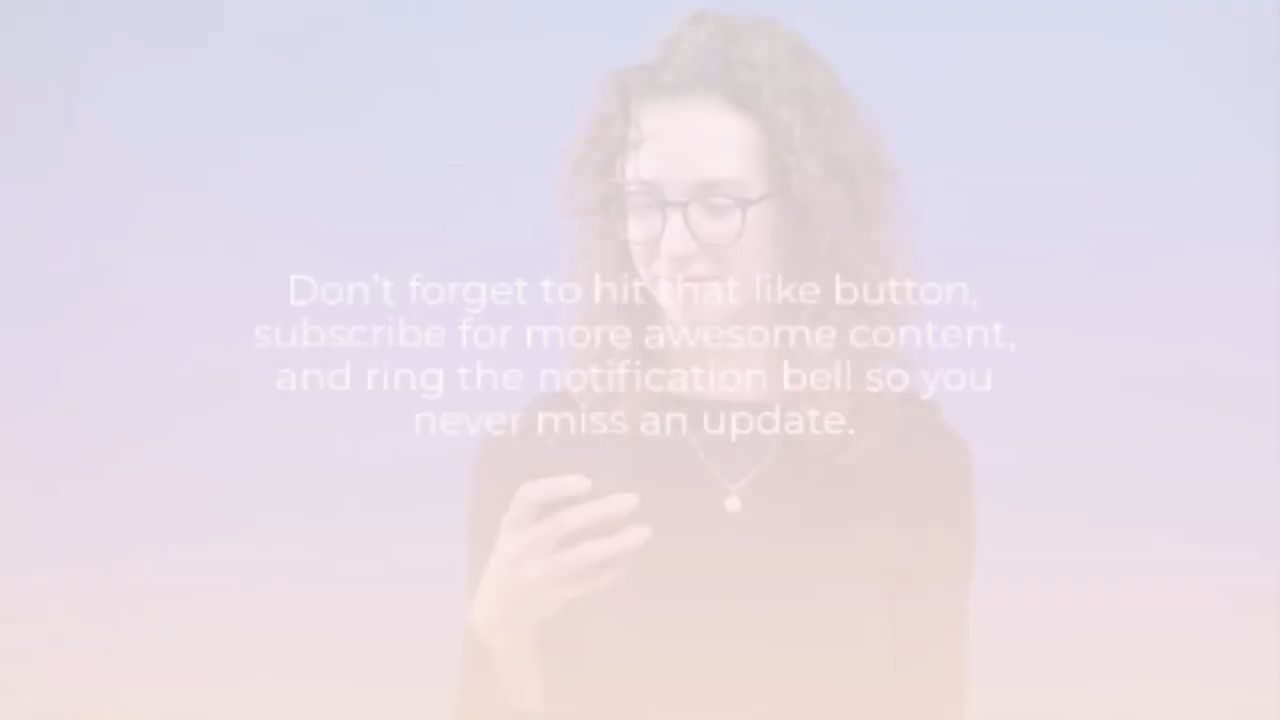 Don't forget to hit that like button,
subscribe for more awesome content,
and ring the notification bell so you
never miss an update.